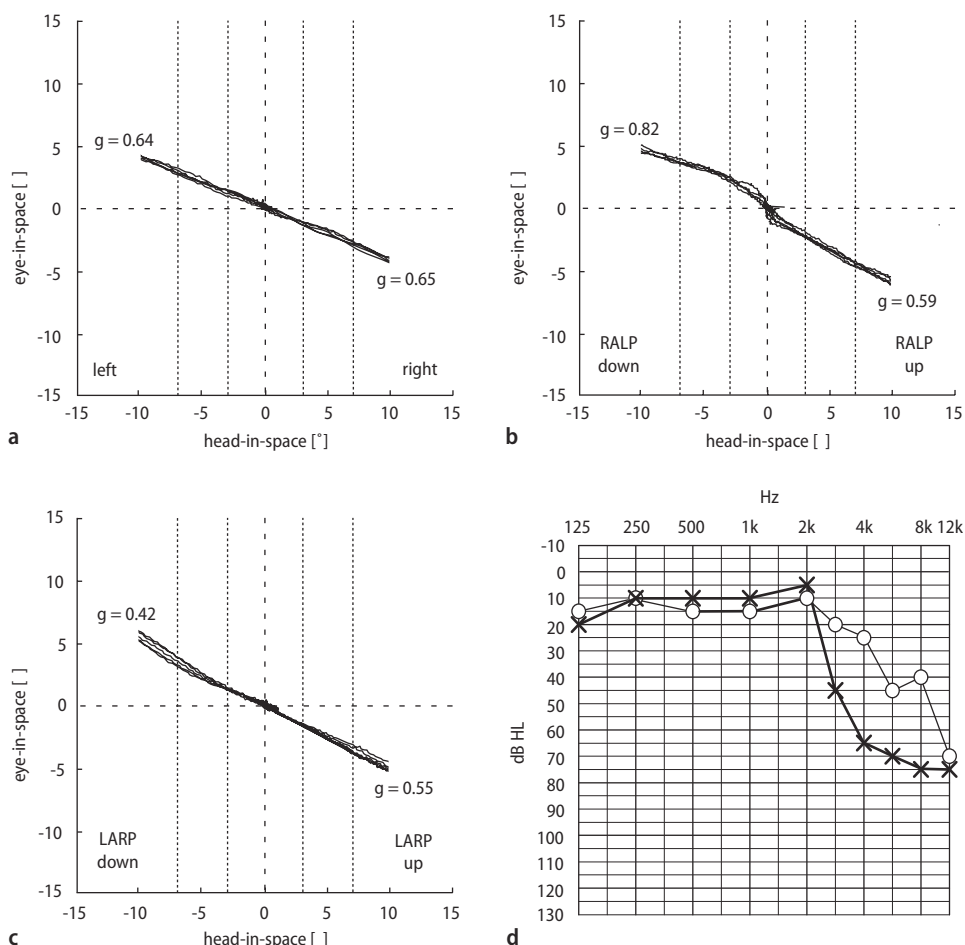 15
10
5
0
-5
-10
-15
eye-in-space [ ]
g = 0.64
g = 0.65
left
right
-15 -10 -5 0 5 10 15
head-in-space [°]
a
15
10
5
0
-5
-10
-15
eye-in-space [ ]
g = 0.82
g = 0.59
RALP
down
RALP
up
-15 -10 -5 0 5 10 15
head-in-space [ ]
b
15
10
5
0
-5
-10
-15
eye-in-space [ ]
g = 0.42
g = 0.55
LARP
down
LARP
up
-15 -10 -5 0 5 10 15
head-in-space [ ]
c
Hz
125 250 500 1k 2k 4k 8k 12k
-10
0
10
20
30
40
50
60
70
80
90
100
110
120
130
dB HL
d